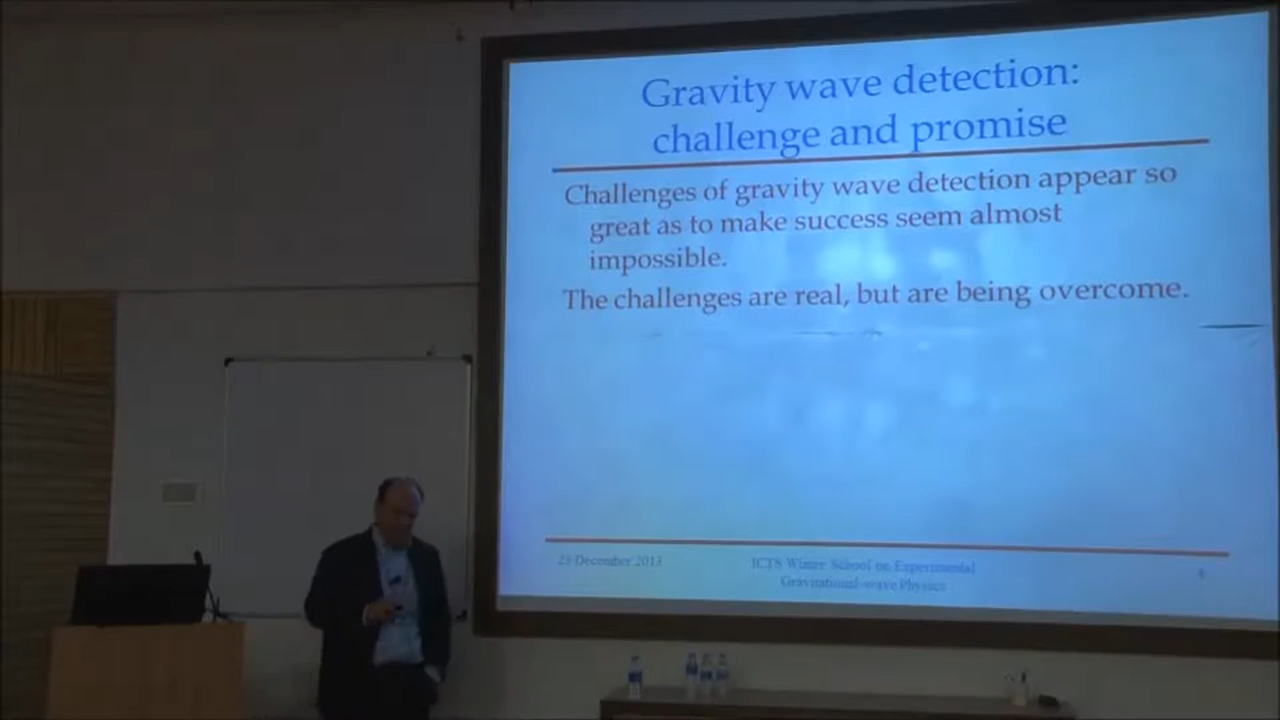 Gravity wave detection:
challenge and promise
Challenges of gravity wave detection appear so
great as to make success seem almost
impossible.
The challenges are real, but are being overcome.
December 2013
ICTS Winter School on Experimental
Gravitational-wave Physics